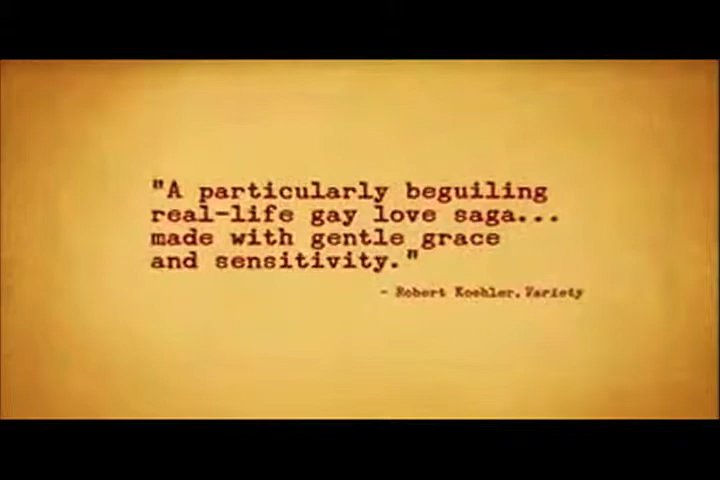 "A particularly beguiling
real-life gay love saga...
made with gentle grace
and sensitivity."
- Robert Koehler, Variety